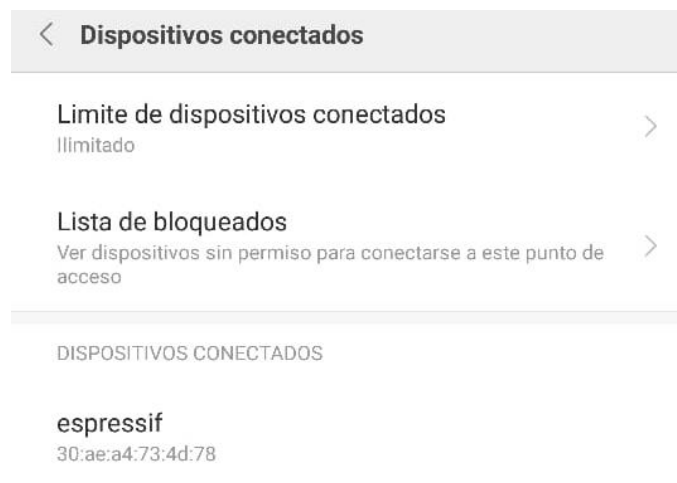 Dispositivos conectados
Limite de dispositivos conectados
Ilimitado
Lista de bloqueados
Ver dispositivos sin permiso para conectarse a este punto de
acceso
DISPOSITIVOS CONECTADOS
espressif
30:ae:a4:73:4d:78